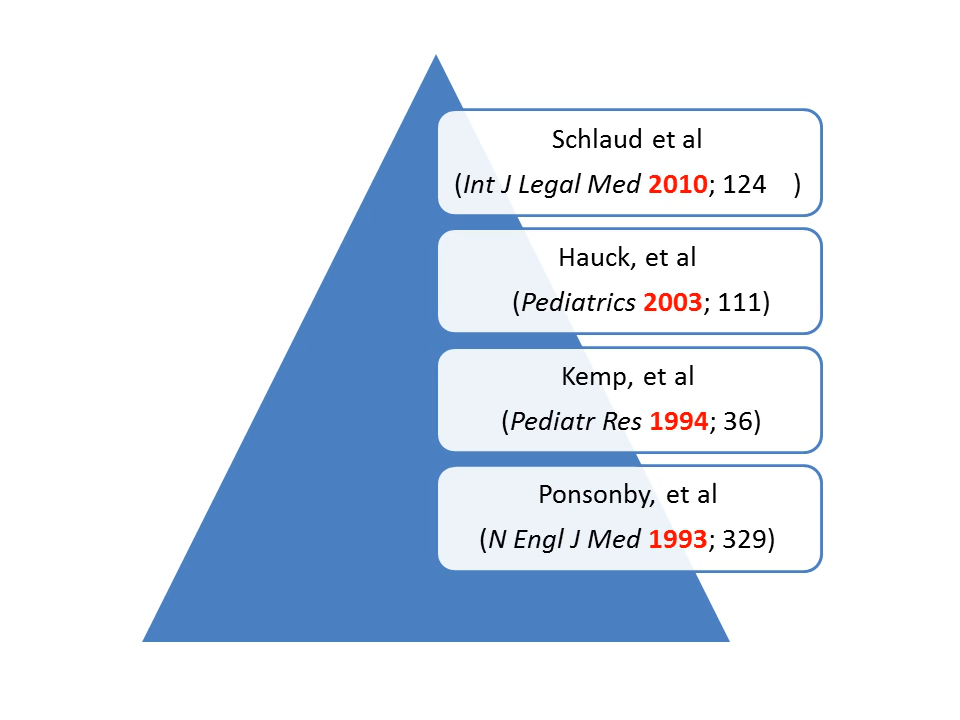 Schlaud et al
(Int J Legal Med 2010; 124    )
Hauck, et al
(Pediatrics 2003; 111)
Kemp, et al
(Pediatr Res 1994; 36)
Ponsonby, et al
(N Engl J Med 1993; 329)